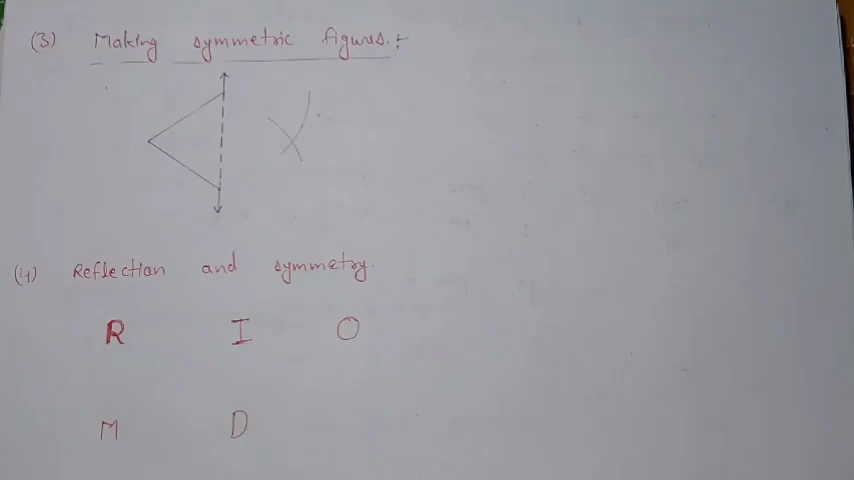 (3) Making symmetric figures :-
(4) Reflection and symmetry.
R I O
M D